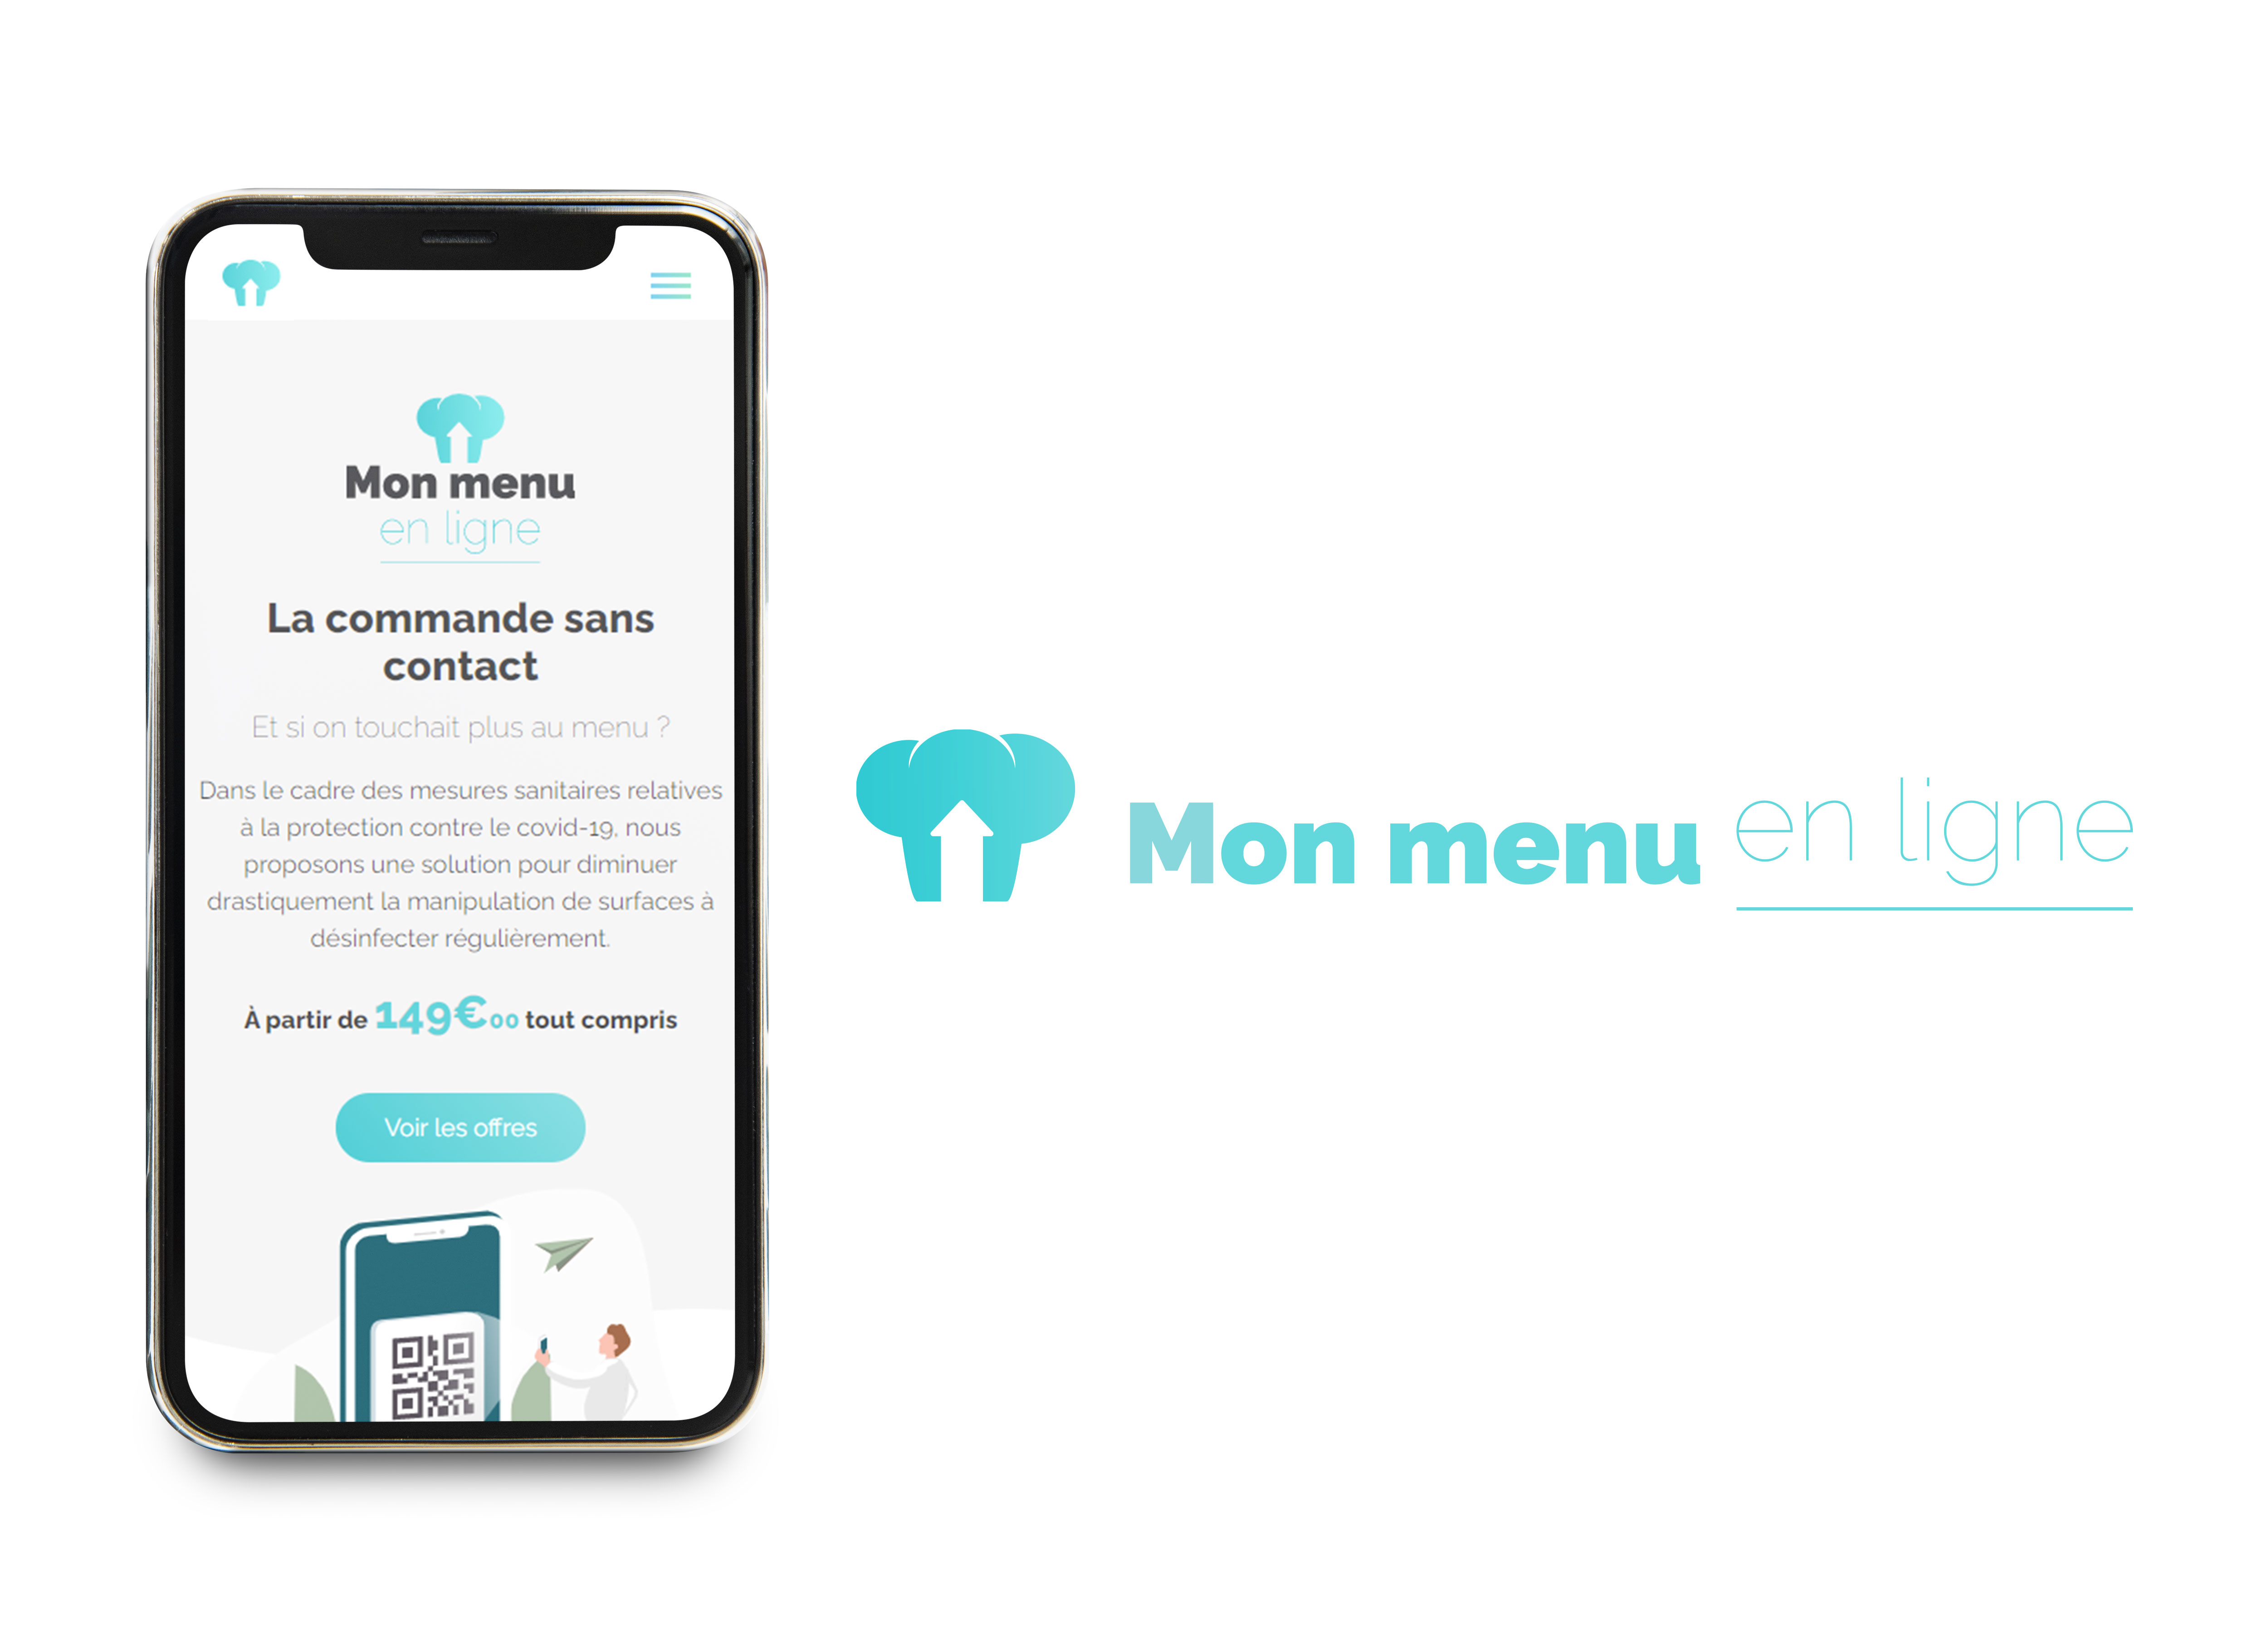 Mon menu
en ligne
La commande sans
contact
Et si on touchait plus au menu ?
Dans le cadre des mesures sanitaires relatives
à la protection contre le covid-19, nous
proposons une solution pour diminuer
drastiquement la manipulation de surfaces à
désinfecter régulièrement.
À partir de 149€00 tout compris
Voir les offres
Mon menu en ligne